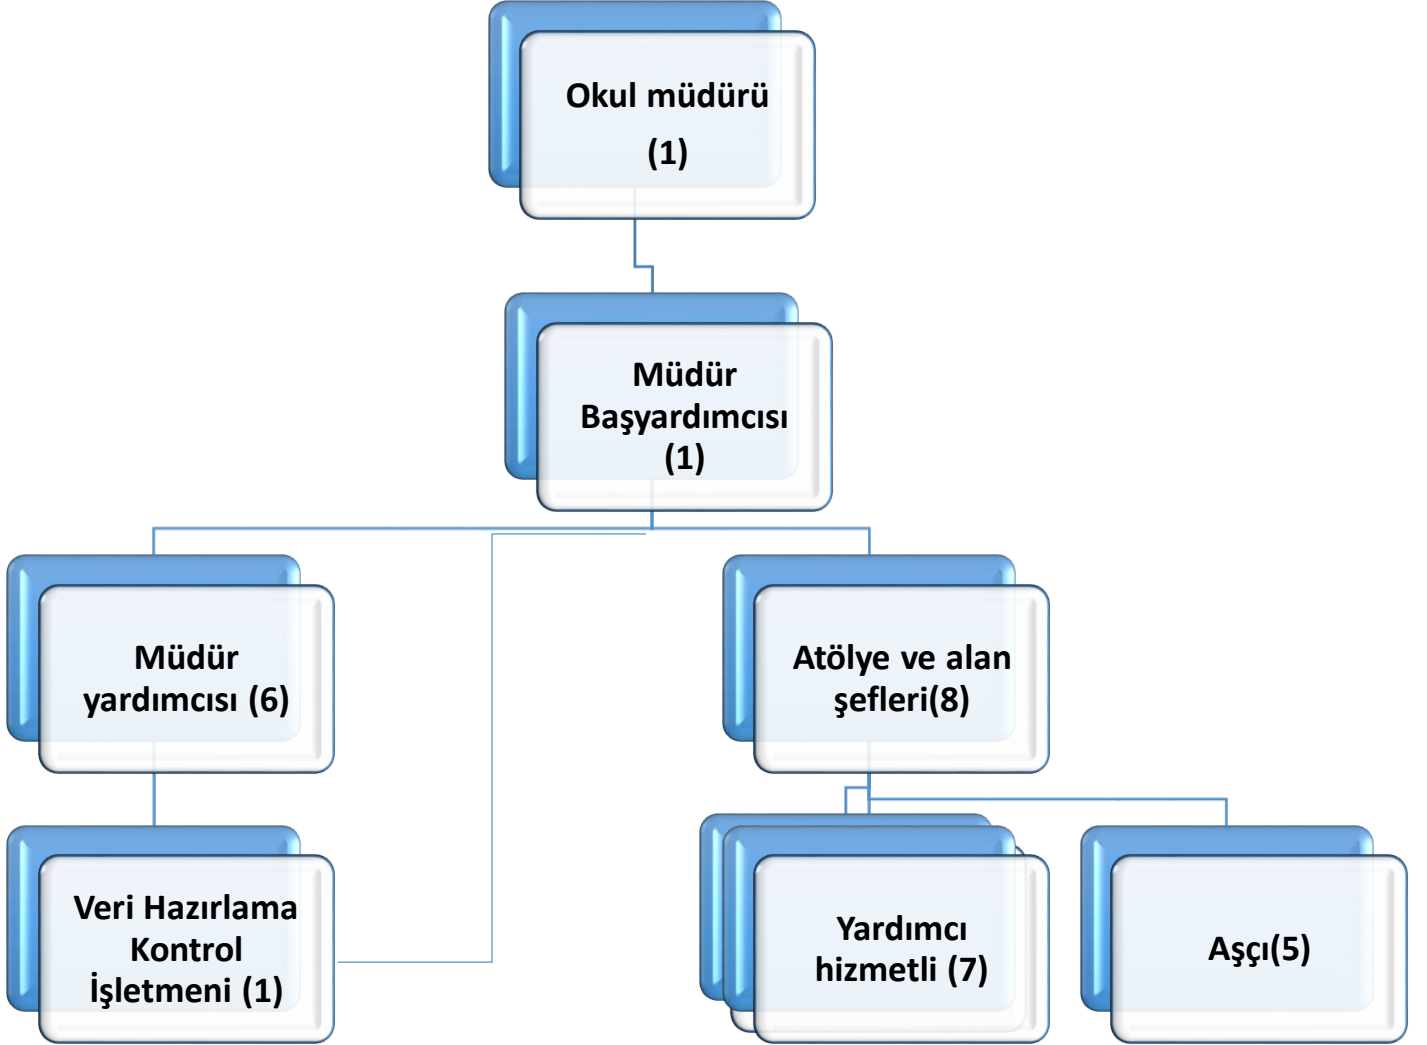 Okul müdürü
(1)
Müdür
Başyardımcısı
(1)
Müdür
yardımcısı (6)
Atölye ve alan
şefleri(8)
Veri Hazırlama
Kontrol
İşletmeni (1)
Yardımcı
hizmetli (7)
Aşçı(5)